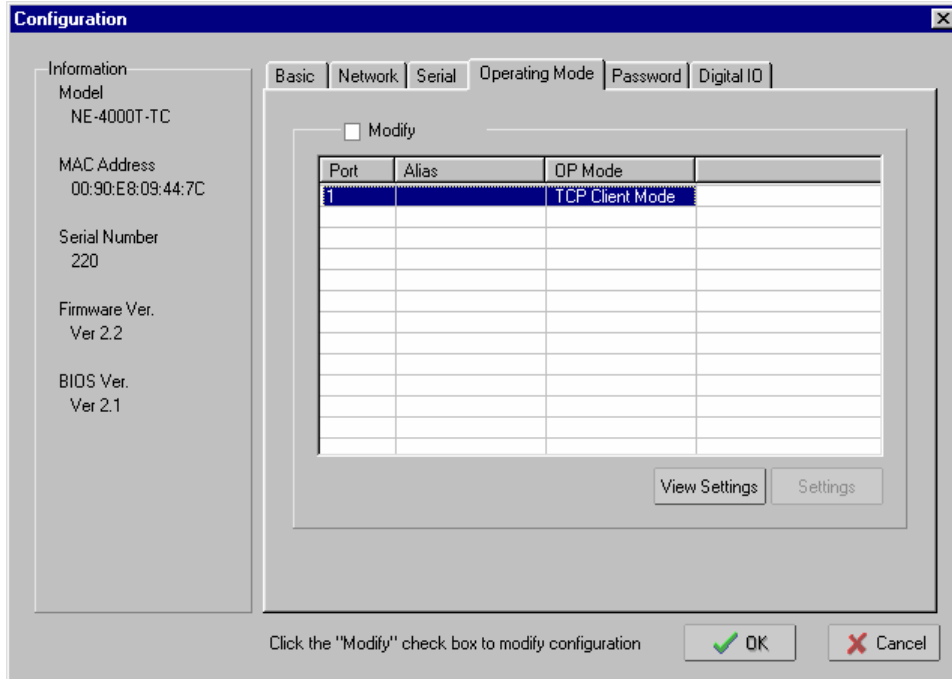 Configuration
Information
Model
NE-4000T-TC
MAC Address
00:90:E8:09:44:7C
Serial Number
220
Firmware Ver.
Ver 2.2
BIOS Ver.
Ver 2.1
Basic Network Serial Operating Mode Password Digital IO
Modify
Port Alias OP Mode
1 TCP Client Mode
View Settings Settings
Click the "Modify" check box to modify configuration OK Cancel